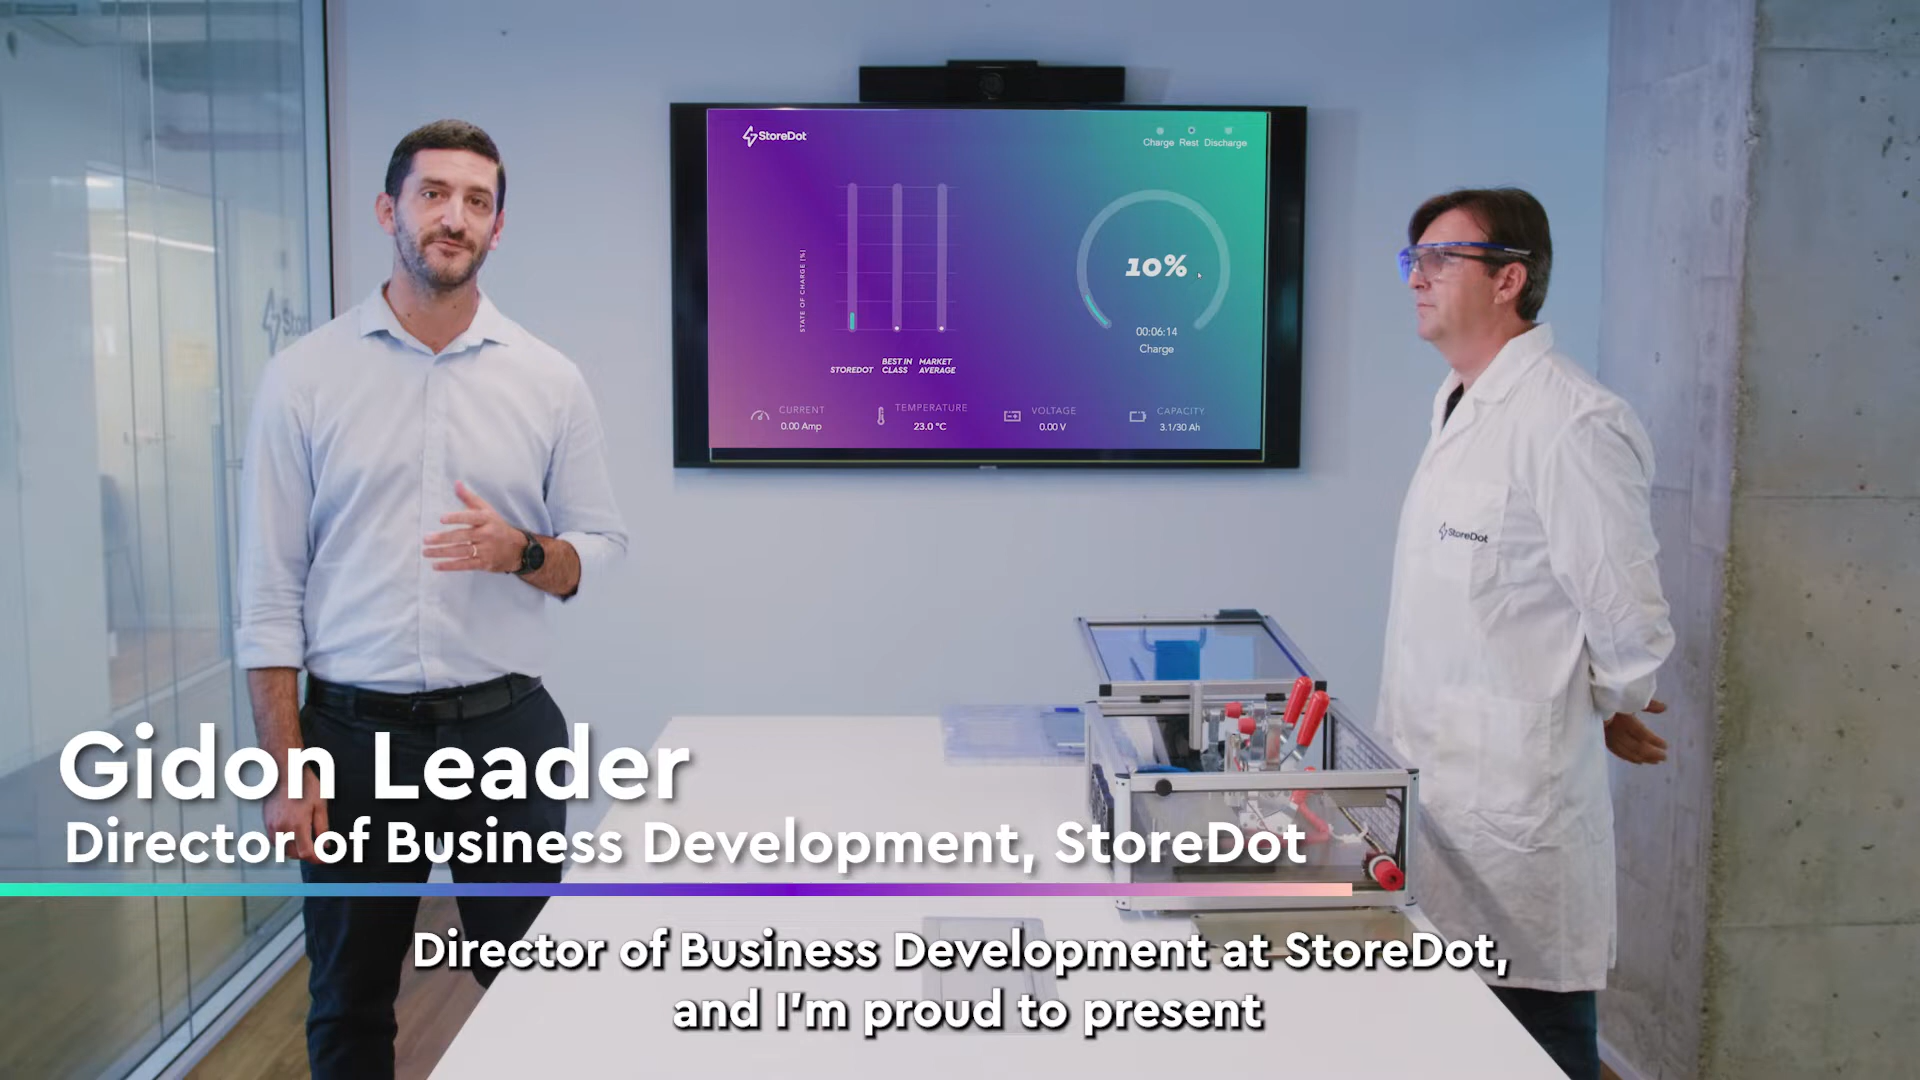 StoreDot
Charge Rest Discharge
STATE OF CHARGE [%]
10%
00:06:14
Charge
STOREDOT
BEST IN CLASS
MARKET AVERAGE
CURRENT
0.00 Amp
TEMPERATURE
23.0 °C
VOLTAGE
0.00 V
CAPACITY
3.1/30 Ah
Stor
StoreDot
Gidon Leader
Director of Business Development, StoreDot
Director of Business Development at StoreDot,
and I'm proud to present